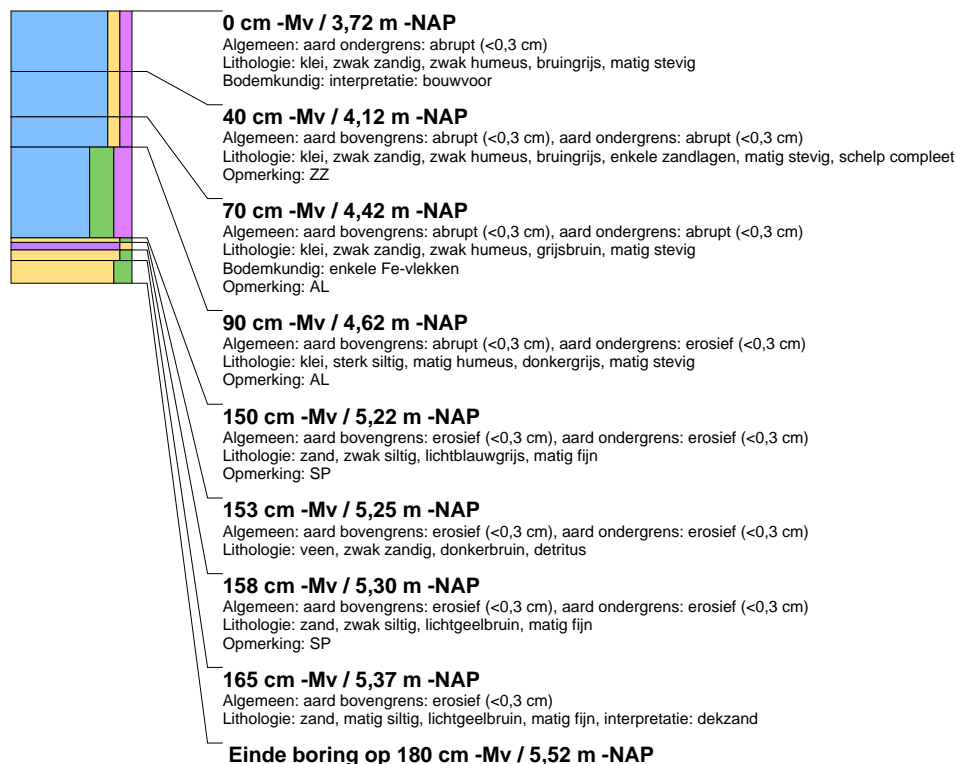 0 cm -Mv / 3,72 m -NAP
Algemeen: aard ondergrens: abrupt (<0,3 cm)
Lithologie: klei, zwak zandig, zwak humeus, bruingrijs, matig stevig
Bodemkundig: interpretatie: bouwvoor
40 cm -Mv / 4,12 m -NAP
Algemeen: aard bovengrens: abrupt (<0,3 cm), aard ondergrens: abrupt (<0,3 cm)
Lithologie: klei, zwak zandig, zwak humeus, bruingrijs, enkele zandlagen, matig stevig, schelp compleet
Opmerking: ZZ
70 cm -Mv / 4,42 m -NAP
Algemeen: aard bovengrens: abrupt (<0,3 cm), aard ondergrens: abrupt (<0,3 cm)
Lithologie: klei, zwak zandig, zwak humeus, grijsbruin, matig stevig
Bodemkundig: enkele Fe-vlekken
Opmerking: AL
90 cm -Mv / 4,62 m -NAP
Algemeen: aard bovengrens: abrupt (<0,3 cm), aard ondergrens: erosief (<0,3 cm)
Lithologie: klei, sterk siltig, matig humeus, donkergrijs, matig stevig
Opmerking: AL
150 cm -Mv / 5,22 m -NAP
Algemeen: aard bovengrens: erosief (<0,3 cm), aard ondergrens: erosief (<0,3 cm)
Lithologie: zand, zwak siltig, lichtblauwgrijs, matig fijn
Opmerking: SP
153 cm -Mv / 5,25 m -NAP
Algemeen: aard bovengrens: erosief (<0,3 cm), aard ondergrens: erosief (<0,3 cm)
Lithologie: veen, zwak zandig, donkerbruin, detritus
158 cm -Mv / 5,30 m -NAP
Algemeen: aard bovengrens: erosief (<0,3 cm), aard ondergrens: erosief (<0,3 cm)
Lithologie: zand, zwak siltig, lichtgeelbruin, matig fijn
Opmerking: SP
165 cm -Mv / 5,37 m -NAP
Algemeen: aard bovengrens: erosief (<0,3 cm)
Lithologie: zand, matig siltig, lichtgeelbruin, matig fijn, interpretatie: dekzand
Einde boring op 180 cm -Mv / 5,52 m -NAP